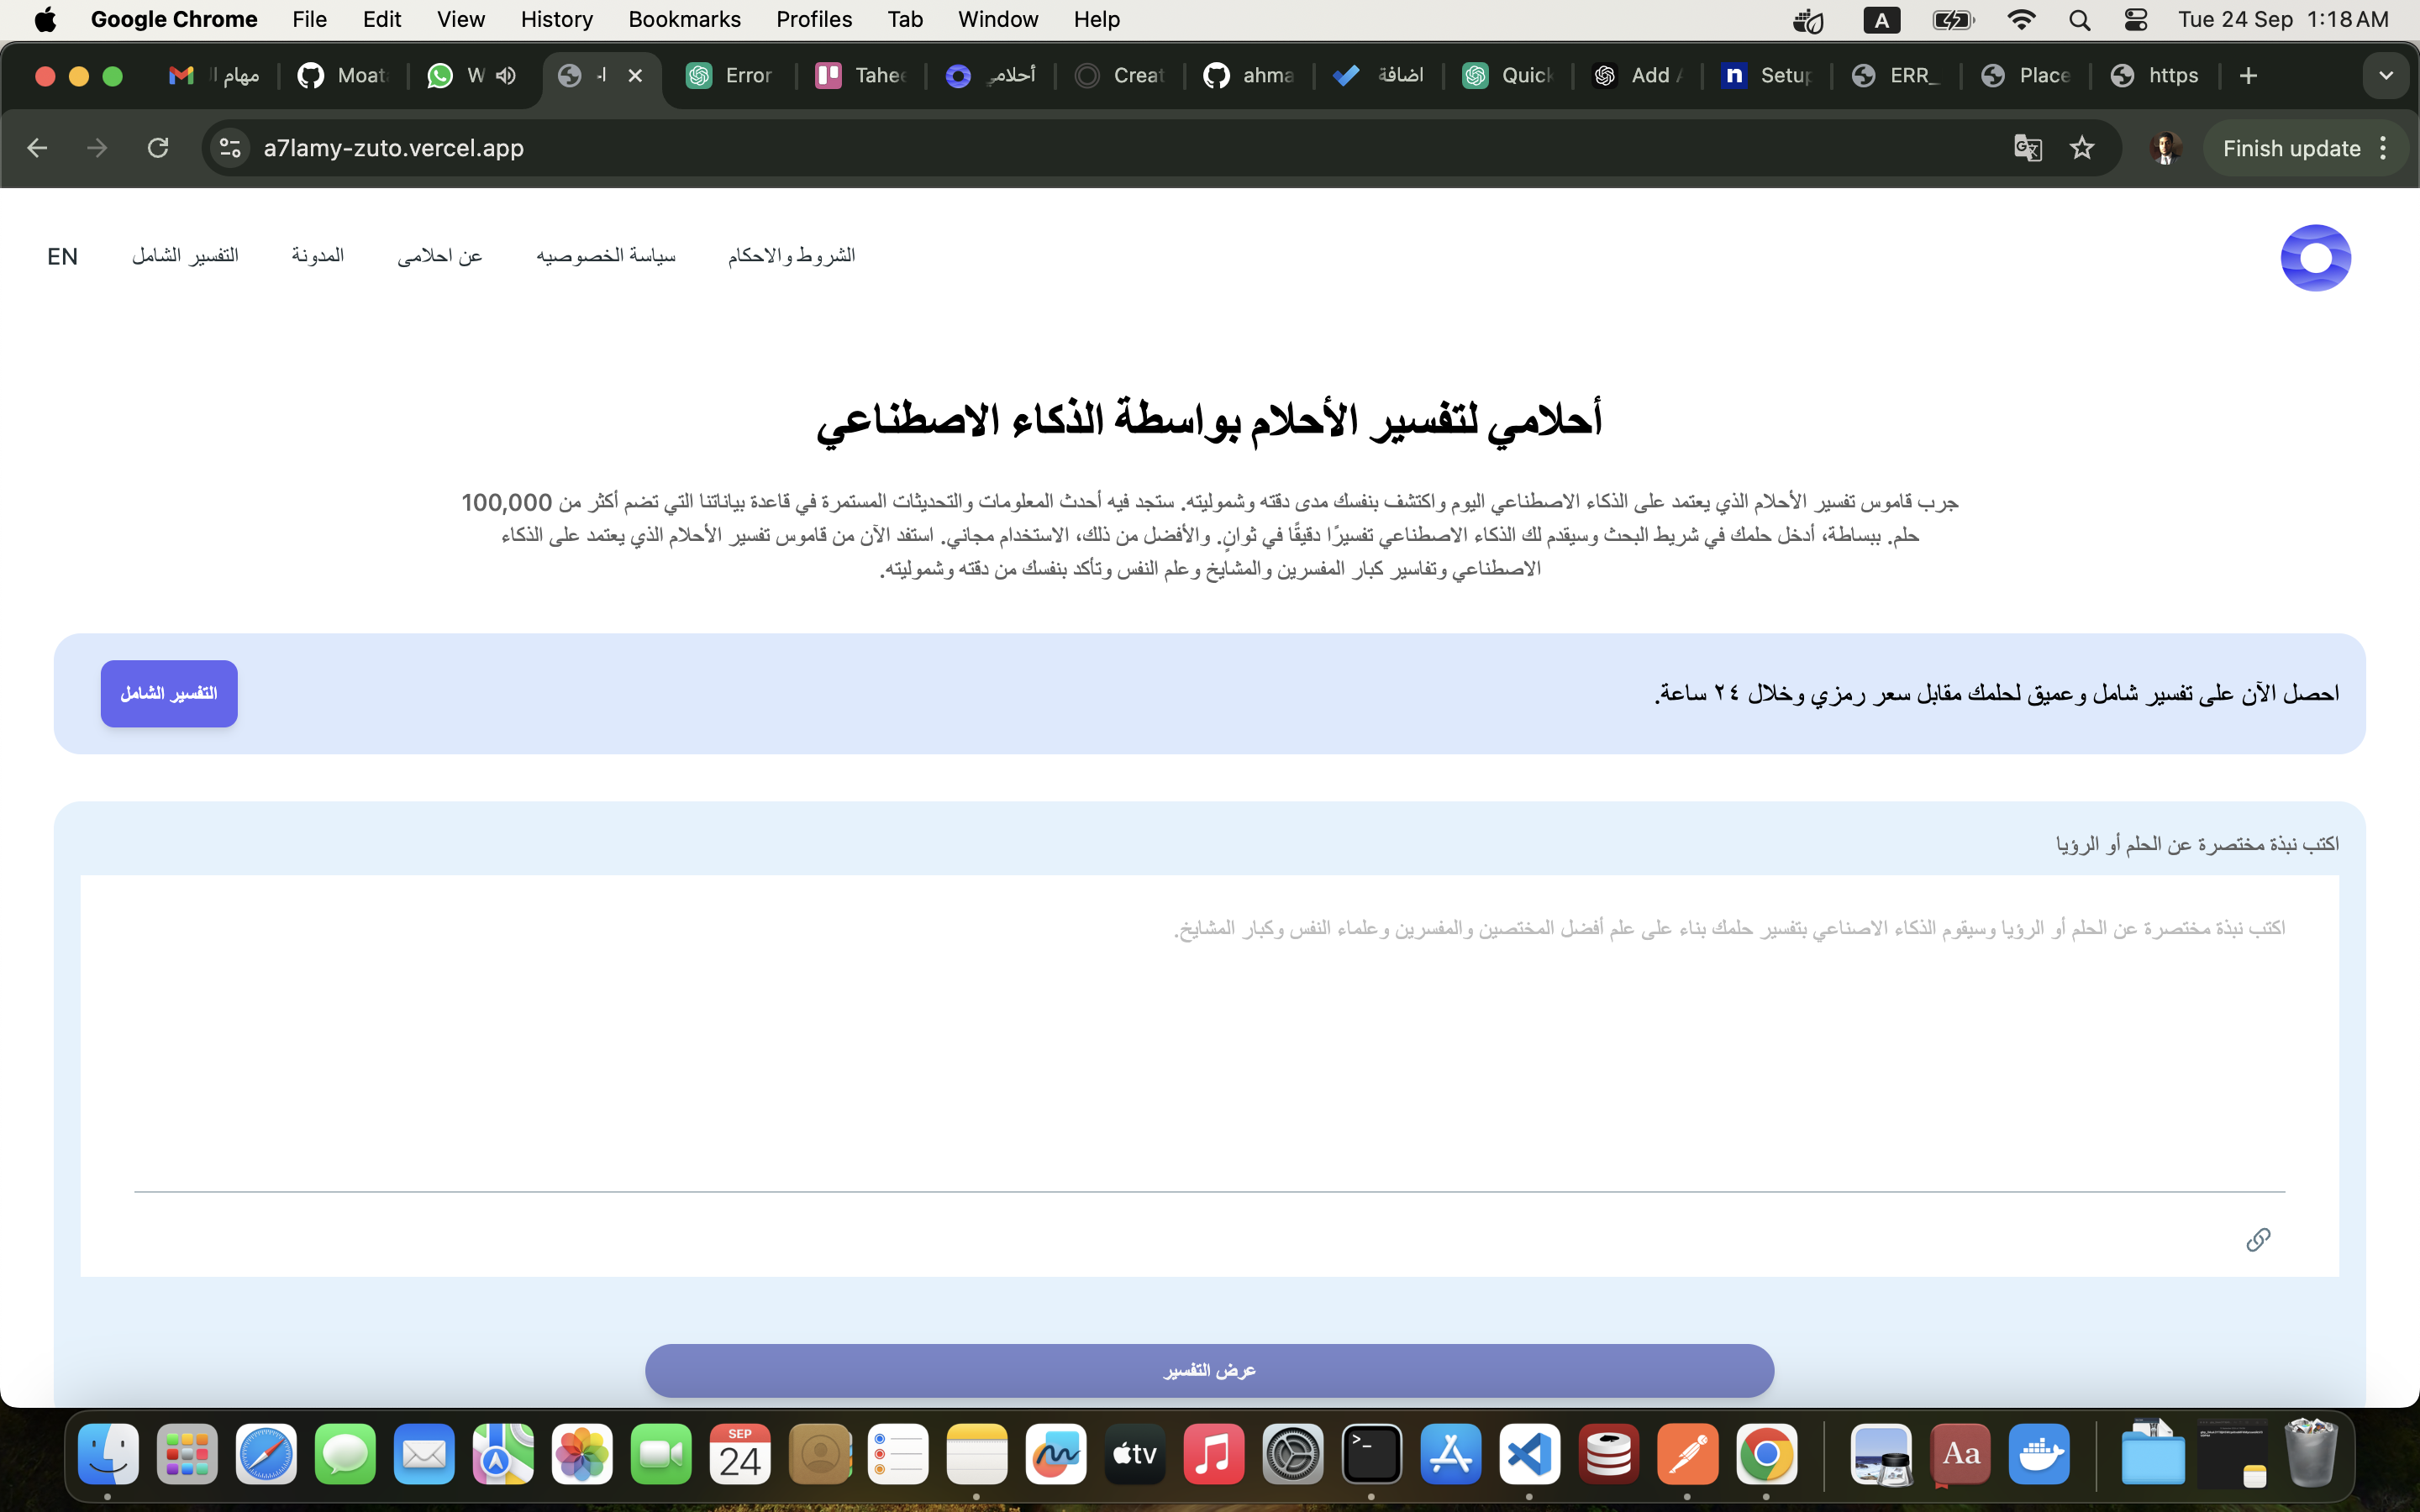 Google Chrome File Edit View History Bookmarks Profiles Tab Window Help A Tue 24 Sep 1:18 AM
مهام ال Moat W Error Tahee أحلامي Creat ahma اضافة Quick Add Setup ERR_ Place https
a7lamy-zuto.vercel.app Finish update
الشروط والاحكام سياسة الخصوصيه عن احلامى المدونة التفسير الشامل EN
أحلامي لتفسير الأحلام بواسطة الذكاء الاصطناعي
جرب قاموس تفسير الأحلام الذي يعتمد على الذكاء الاصطناعي اليوم واكتشف بنفسك مدى دقته وشموليته. ستجد فيه أحدث المعلومات والتحديثات المستمرة في قاعدة بياناتنا التي تضم أكثر من 100,000
حلم. ببساطة، أدخل حلمك في شريط البحث وسيقدم لك الذكاء الاصطناعي تفسيرًا دقيقًا في ثوانٍ. والأفضل من ذلك، الاستخدام مجاني. استفد الآن من قاموس تفسير الأحلام الذي يعتمد على الذكاء
الاصطناعي وتفاسير كبار المفسرين والمشايخ وعلم النفس وتأكد بنفسك من دقته وشموليته.
احصل الآن على تفسير شامل وعميق لحلمك مقابل سعر رمزي وخلال ٢٤ ساعة.
التفسير الشامل
اكتب نبذة مختصرة عن الحلم أو الرؤيا
اكتب نبذة مختصرة عن الحلم أو الرؤيا وسيقوم الذكاء الاصناعي بتفسير حلمك بناء على علم أفضل المختصين والمفسرين وعلماء النفس وكبار المشايخ.
عرض التفسير
SEP
24
tv
Aa